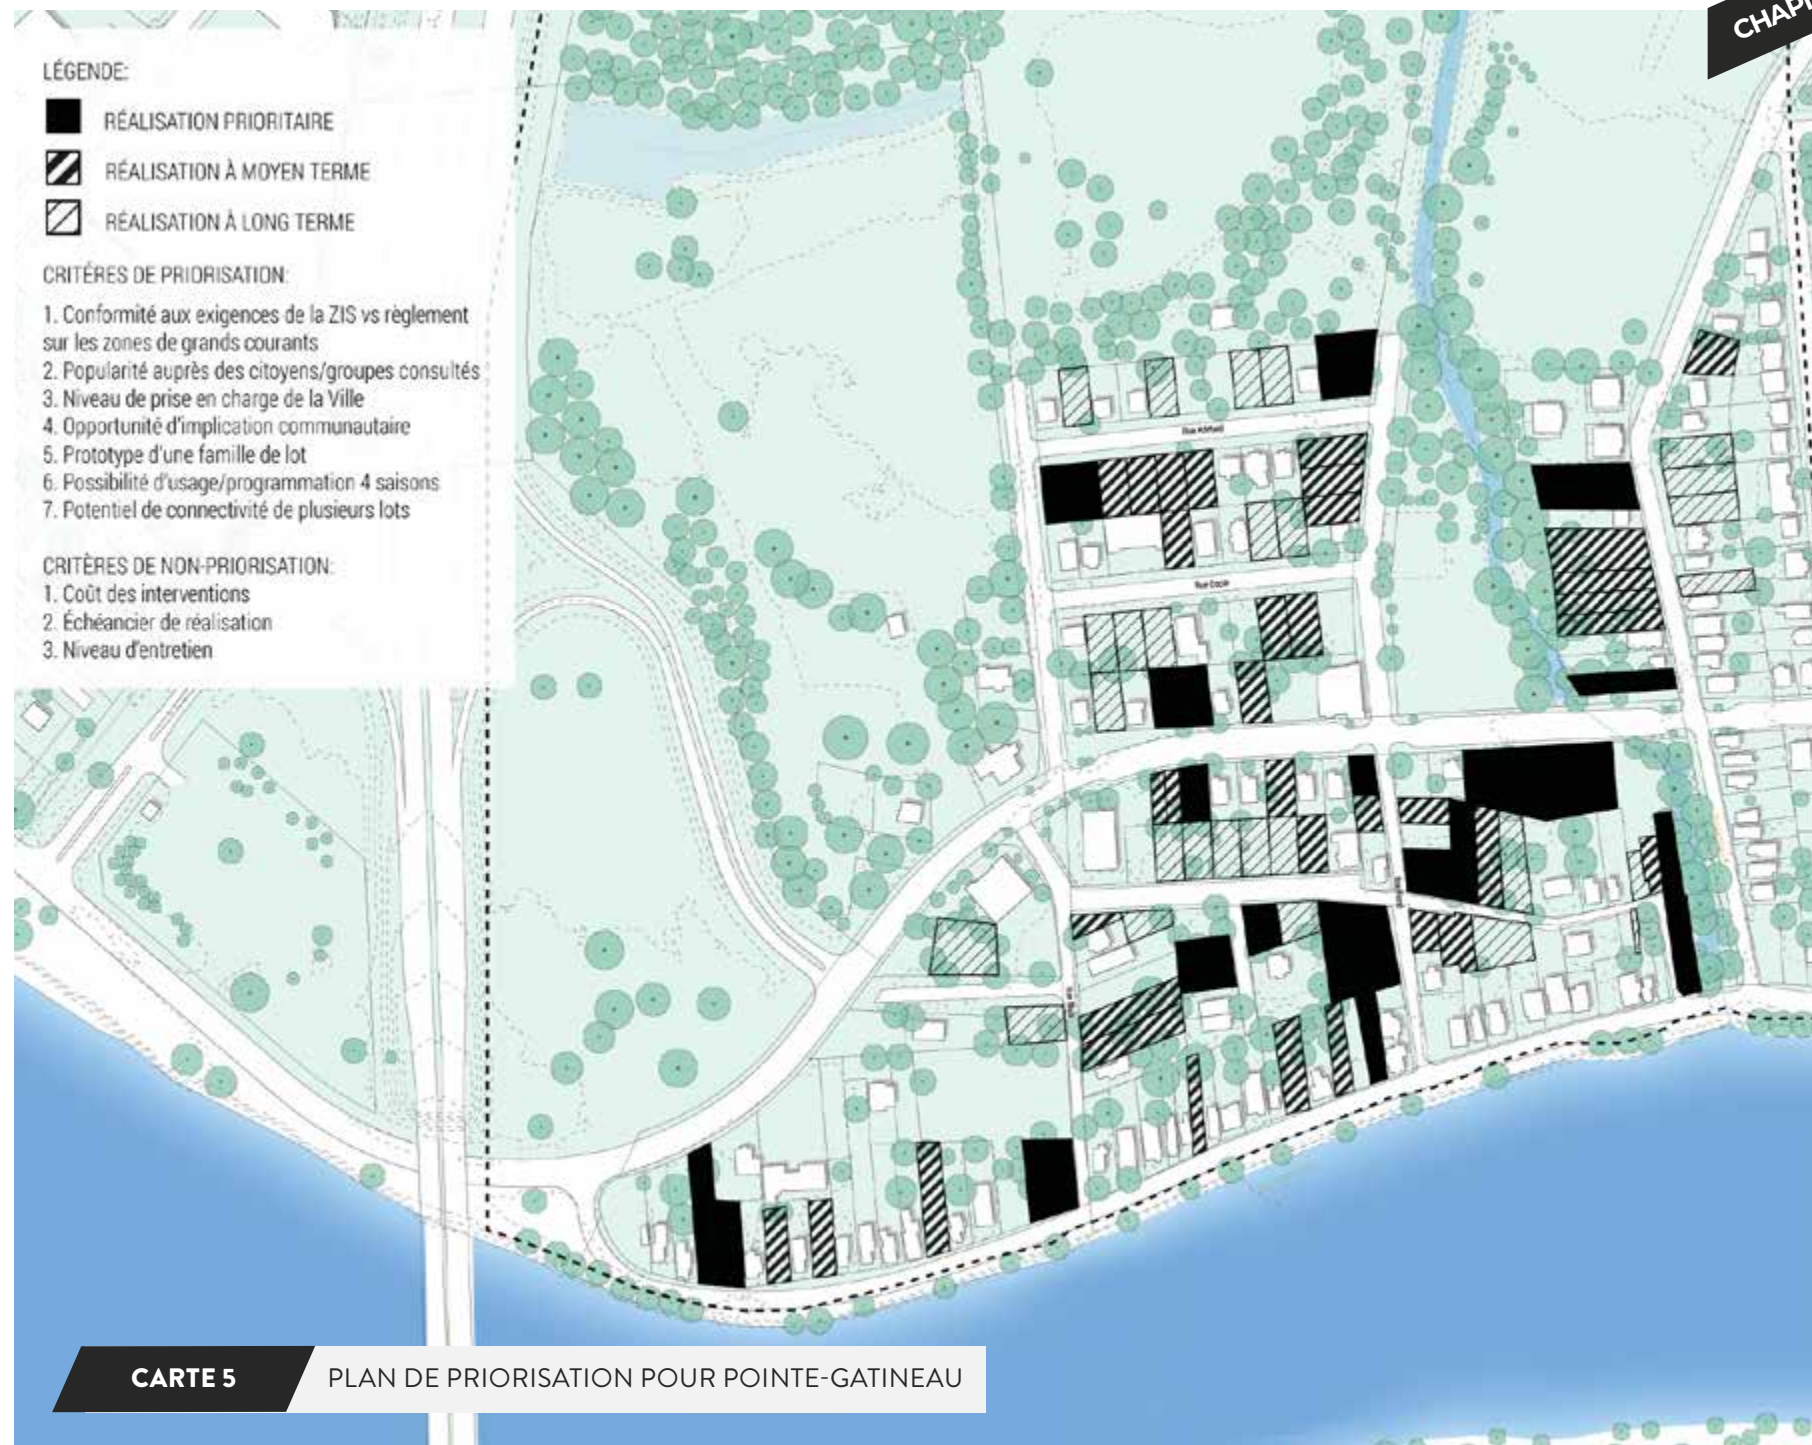 CHAPI
LÉGENDE:
RÉALISATION PRIORITAIRE
RÉALISATION À MOYEN TERME
RÉALISATION À LONG TERME
CRITÈRES DE PRIORISATION:
1. Conformité aux exigences de la ZIS vs règlement
sur les zones de grands courants
2. Popularité auprès des citoyens/groupes consultés
3. Niveau de prise en charge de la Ville
4. Opportunité d'implication communautaire
5. Prototype d'une famille de lot
6. Possibilité d'usage/programmation 4 saisons
7. Potentiel de connectivité de plusieurs lots
CRITÈRES DE NON-PRIORISATION:
1. Coût des interventions
2. Échéancier de réalisation
3. Niveau d'entretien
Rue
Rue
CARTE 5
PLAN DE PRIORISATION POUR POINTE-GATINEAU